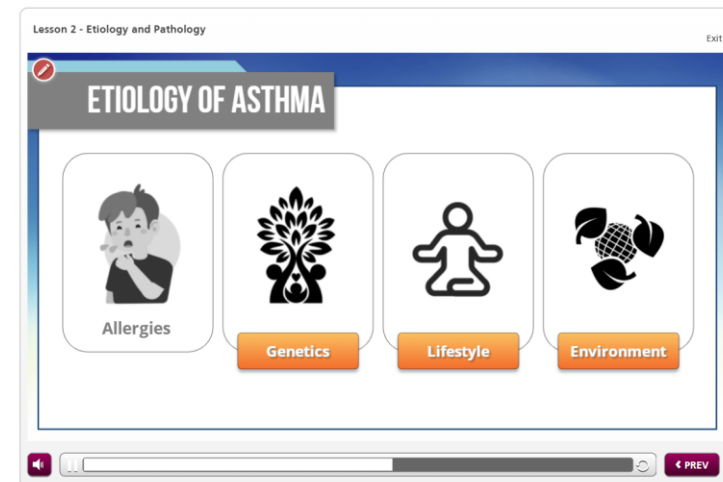 Lesson 2 - Etiology and Pathology
Exit
ETIOLOGY OF ASTHMA
Allergies
Genetics
Lifestyle
Environment
PREV